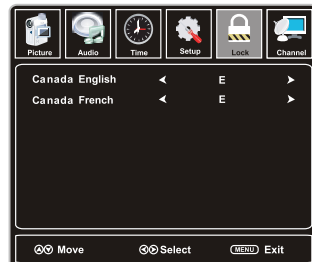 Picture Audio Time Setup Lock Channel
Canada English E
Canada French E
Move Select MENU Exit